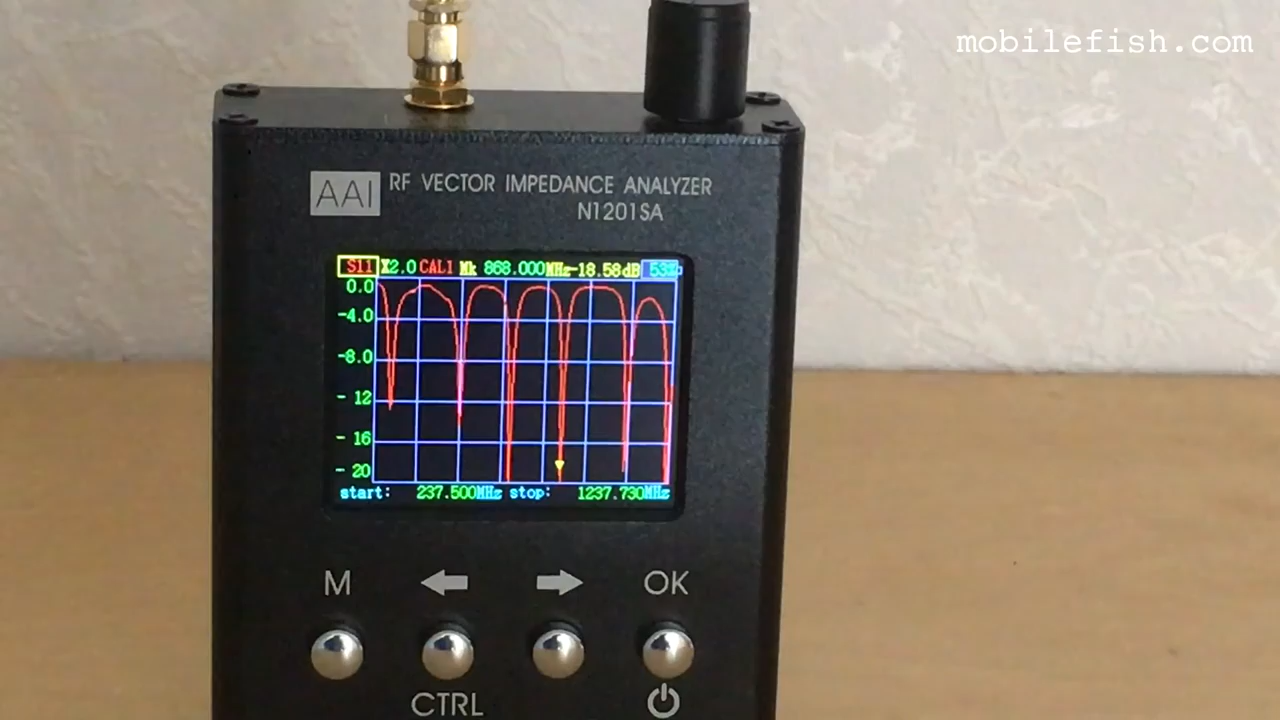 mobilefish.com
AAI RF VECTOR IMPEDANCE ANALYZER
N1201SA
S11 X2.0 CAL1 Mk 868.000MHz-18.58dB 53%
0.0
-4.0
-8.0
- 12
- 16
- 20
start: 237.500MHz stop: 1237.730MHz
M OK
CTRL